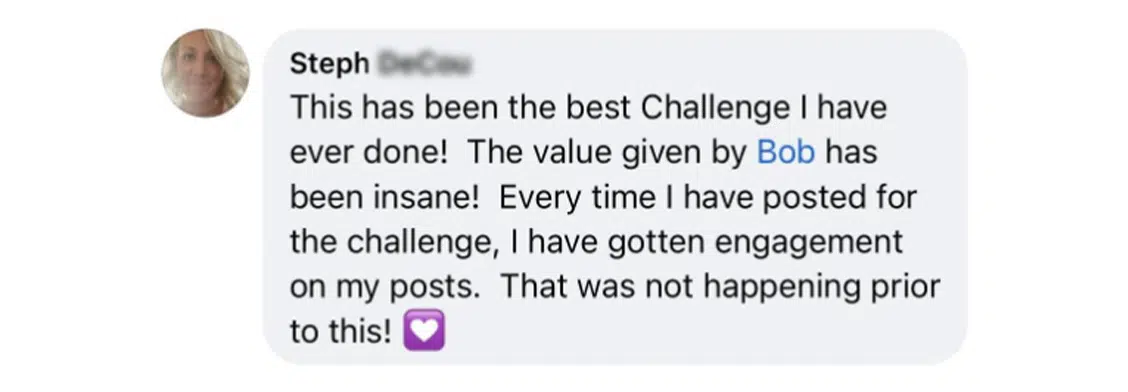 Steph
This has been the best Challenge I have
ever done!  The value given by Bob has
been insane!  Every time I have posted for
the challenge, I have gotten engagement
on my posts.  That was not happening prior
to this! 💟